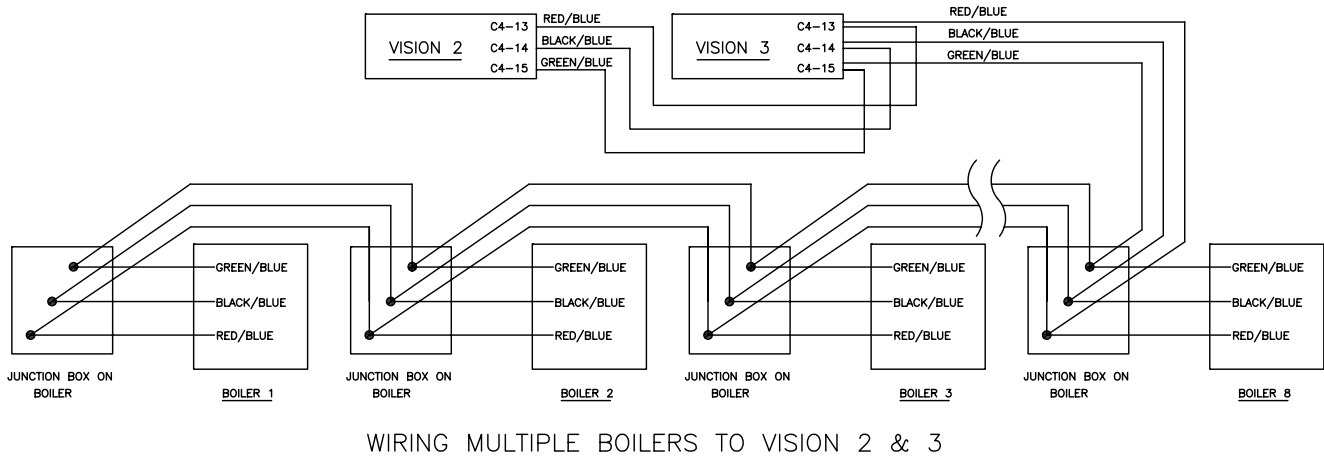 RED/BLUE
C4-13
BLACK/BLUE
VISION 2
C4-14
GREEN/BLUE
C4-15
RED/BLUE
C4-13
BLACK/BLUE
VISION 3
C4-14
GREEN/BLUE
C4-15
GREEN/BLUE
BLACK/BLUE
RED/BLUE
JUNCTION BOX ON
BOILER
BOILER 1
GREEN/BLUE
BLACK/BLUE
RED/BLUE
JUNCTION BOX ON
BOILER
BOILER 2
GREEN/BLUE
BLACK/BLUE
RED/BLUE
JUNCTION BOX ON
BOILER
BOILER 3
GREEN/BLUE
BLACK/BLUE
RED/BLUE
JUNCTION BOX ON
BOILER
BOILER 8
WIRING MULTIPLE BOILERS TO VISION 2 & 3